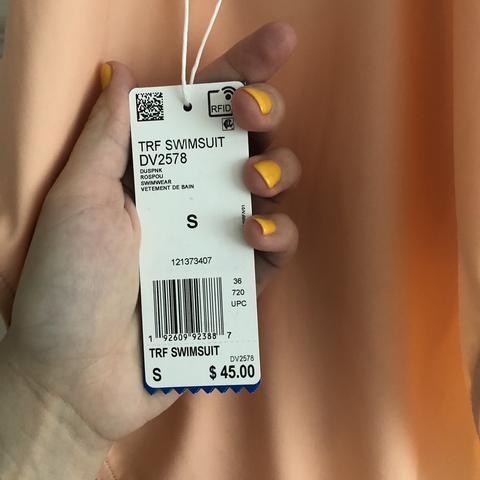 RFID
TRF SWIMSUIT
DV2578
DUSPNK
ROSPOU
SWIMWEAR
VETEMENT DE BAIN
S
121373407
36
720
UPC
1 92609 92388 7
TRF SWIMSUIT
DV2578
S $ 45.00